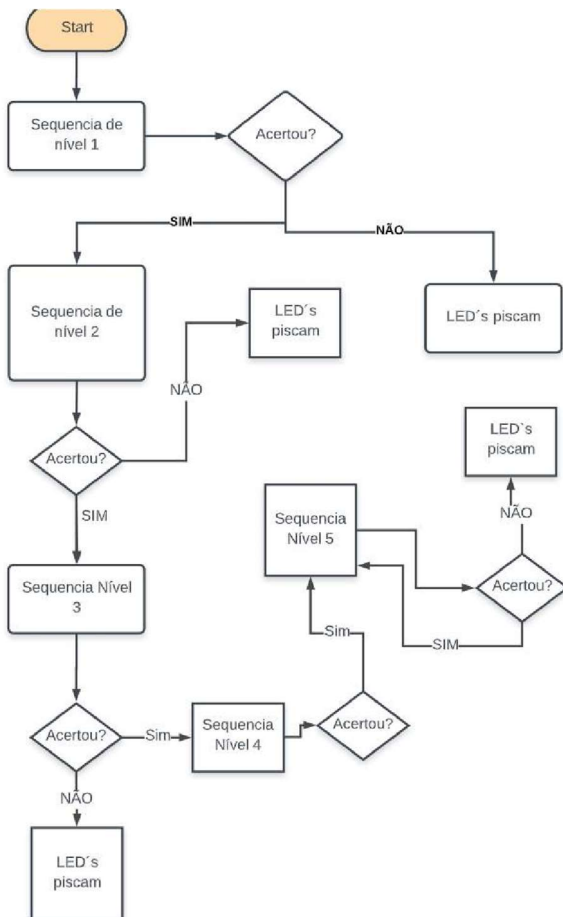 Start
Sequencia de
nível 1
Acertou?
SIM
NÃO
Sequencia de
nível 2
LED´s
piscam
LED´s piscam
NÃO
Acertou?
LED`s
piscam
SIM
Sequencia
Nível 5
NÃO
Acertou?
Sequencia Nível
3
Sim
SIM
Acertou?
Sim
Sequencia
Nível 4
Acertou?
NÃO
LED´s
piscam